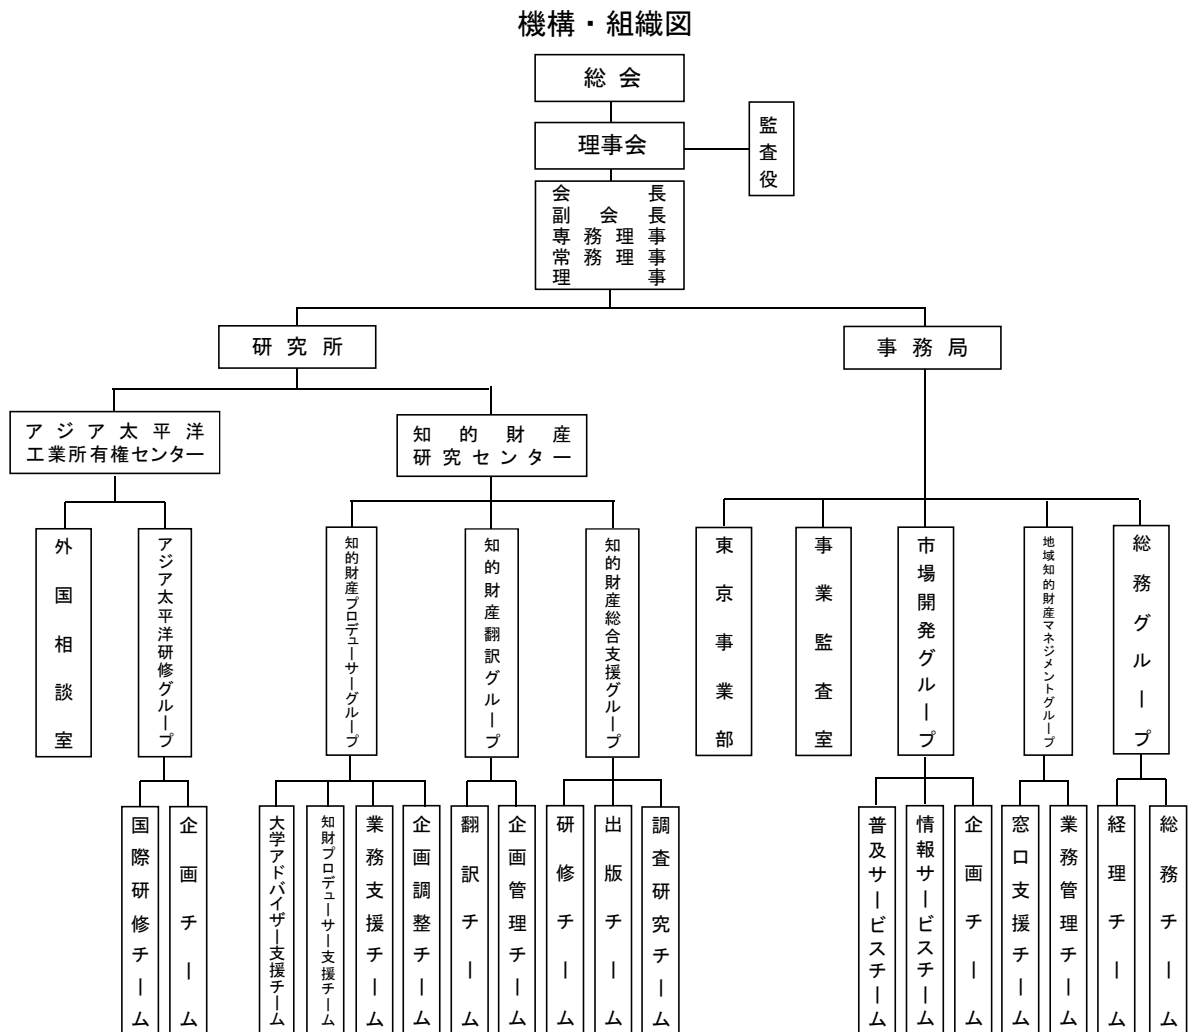 機構・組織図
総会
理事会
監査役
会長
副会長
専務理事
常務理事
理事
研究所
事務局
アジア太平洋
工業所有権センター
知的財産
研究センター
外国相談室
アジア太平洋研修グループ
知的財産プロデューサーグループ
知的財産翻訳グループ
知的財産総合支援グループ
東京事業部
事業監査室
市場開発グループ
地域知的財産マネジメントグループ
総務グループ
国際研修チーム
企画チーム
大学アドバイザー支援チーム
知財プロデューサー支援チーム
業務支援チーム
企画調整チーム
翻訳チーム
企画管理チーム
研修チーム
出版チーム
調査研究チーム
普及サービスチーム
情報サービスチーム
企画チーム
窓口支援チーム
業務管理チーム
経理チーム
総務チーム